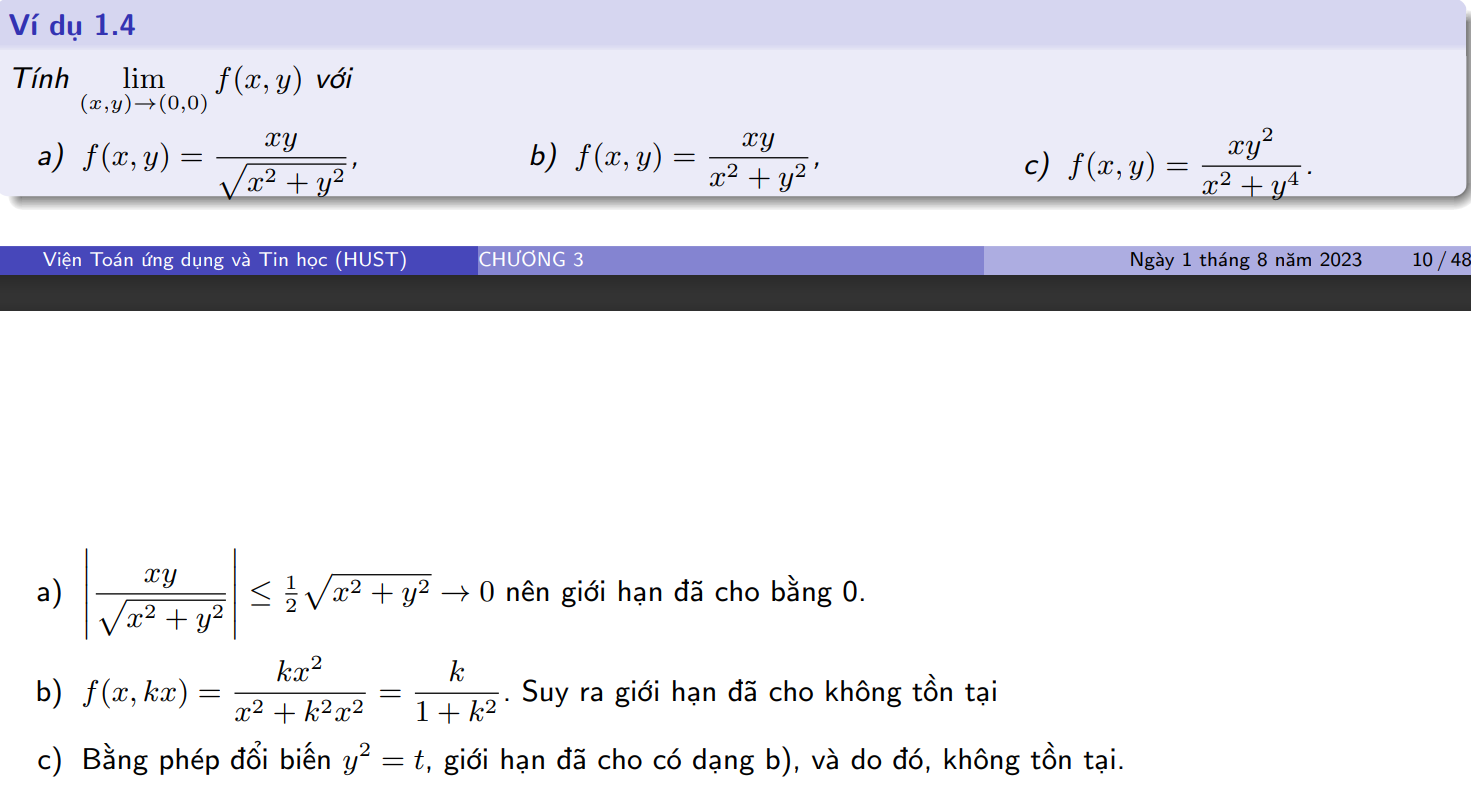 Ví dụ 1.4
Tính lim_{(x,y)→(0,0)} f(x, y) với
a) f(x, y) = \frac{xy}{\sqrt{x^2 + y^2}}, b) f(x, y) = \frac{xy}{x^2 + y^2}, c) f(x, y) = \frac{xy^2}{x^2 + y^4}.
Viện Toán ứng dụng và Tin học (HUST) CHƯƠNG 3 Ngày 1 tháng 8 năm 2023 10 / 48
a) \left|\frac{xy}{\sqrt{x^2 + y^2}}\right| ≤ \frac{1}{2}\sqrt{x^2 + y^2} → 0 nên giới hạn đã cho bằng 0.
b) f(x, kx) = \frac{kx^2}{x^2 + k^2x^2} = \frac{k}{1 + k^2}. Suy ra giới hạn đã cho không tồn tại
c) Bằng phép đổi biến y^2 = t, giới hạn đã cho có dạng b), và do đó, không tồn tại.